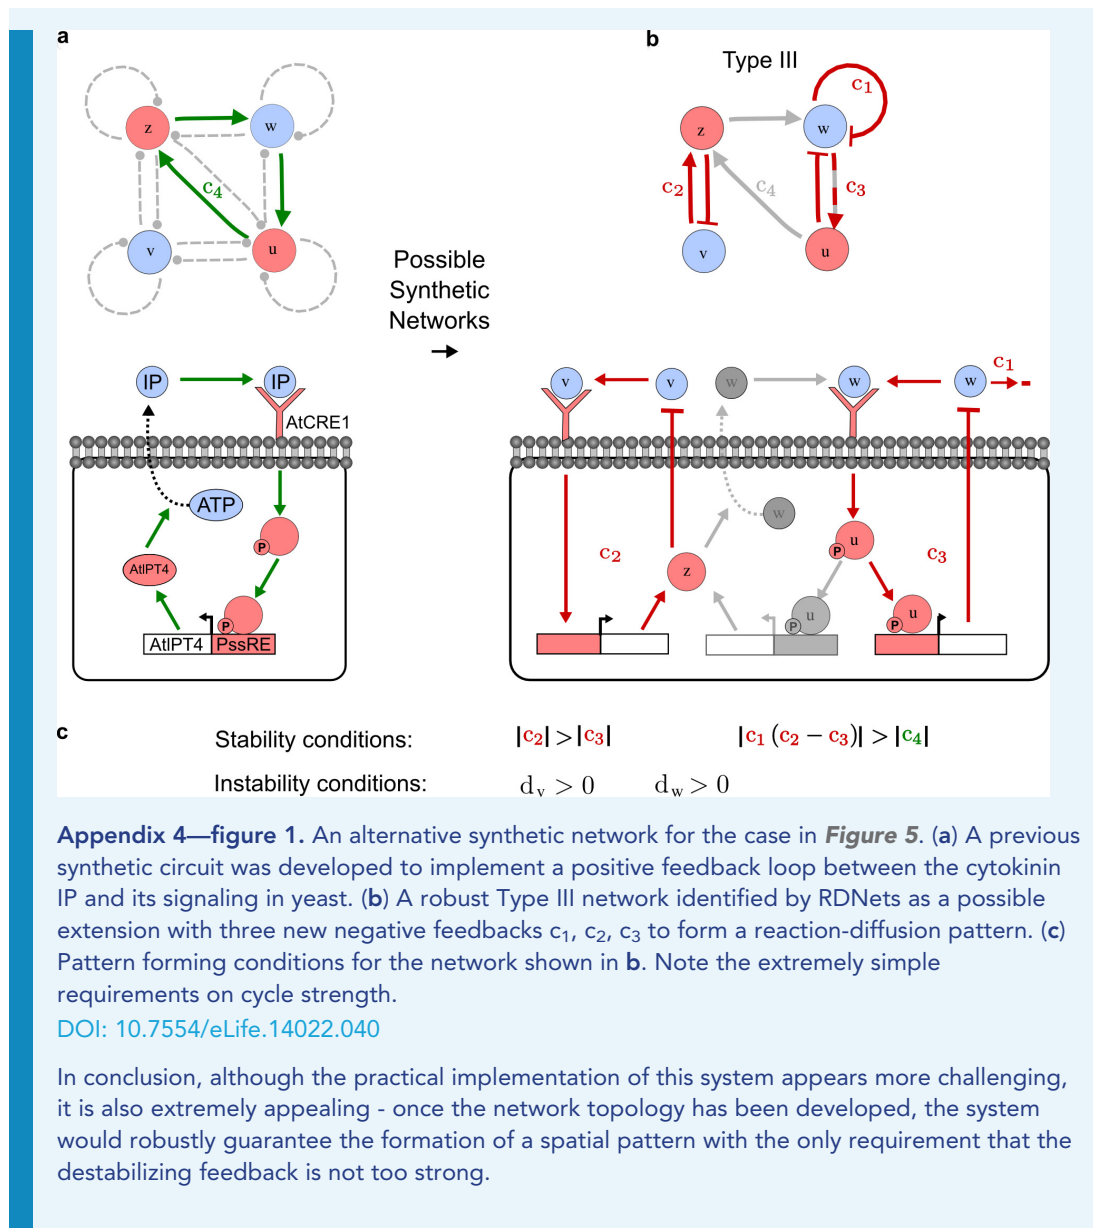 a
b
Type III
z
w
v
u
c4
z
w
v
u
c1
c2
c3
c4
Possible
Synthetic
Networks
IP
IP
AtCRE1
ATP
AtIPT4
P
P
AtIPT4
PssRE
v
v
w
w
w
c1
w
c2
z
u
P
c3
u
P
u
P
c
Stability conditions: |c2| > |c3| |c1 (c2 − c3)| > |c4|
Instability conditions: dv > 0 dw > 0
Appendix 4—figure 1. An alternative synthetic network for the case in Figure 5. (a) A previous
synthetic circuit was developed to implement a positive feedback loop between the cytokinin
IP and its signaling in yeast. (b) A robust Type III network identified by RDNets as a possible
extension with three new negative feedbacks c1, c2, c3 to form a reaction-diffusion pattern. (c)
Pattern forming conditions for the network shown in b. Note the extremely simple
requirements on cycle strength.
DOI: 10.7554/eLife.14022.040
In conclusion, although the practical implementation of this system appears more challenging,
it is also extremely appealing - once the network topology has been developed, the system
would robustly guarantee the formation of a spatial pattern with the only requirement that the
destabilizing feedback is not too strong.